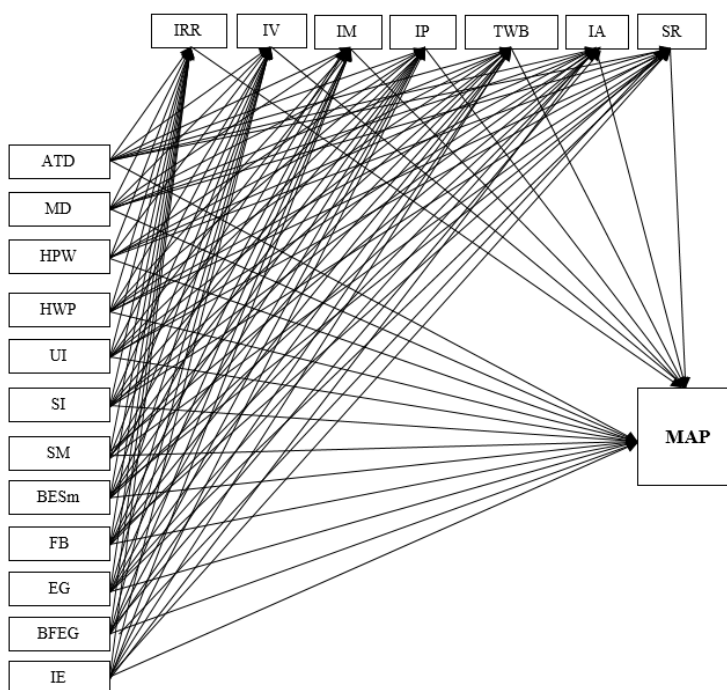 IRR IV IM IP TWB IA SR
ATD
MD
HPW
HWP
UI
SI
MAP
SM
BESm
FB
EG
BFEG
IE